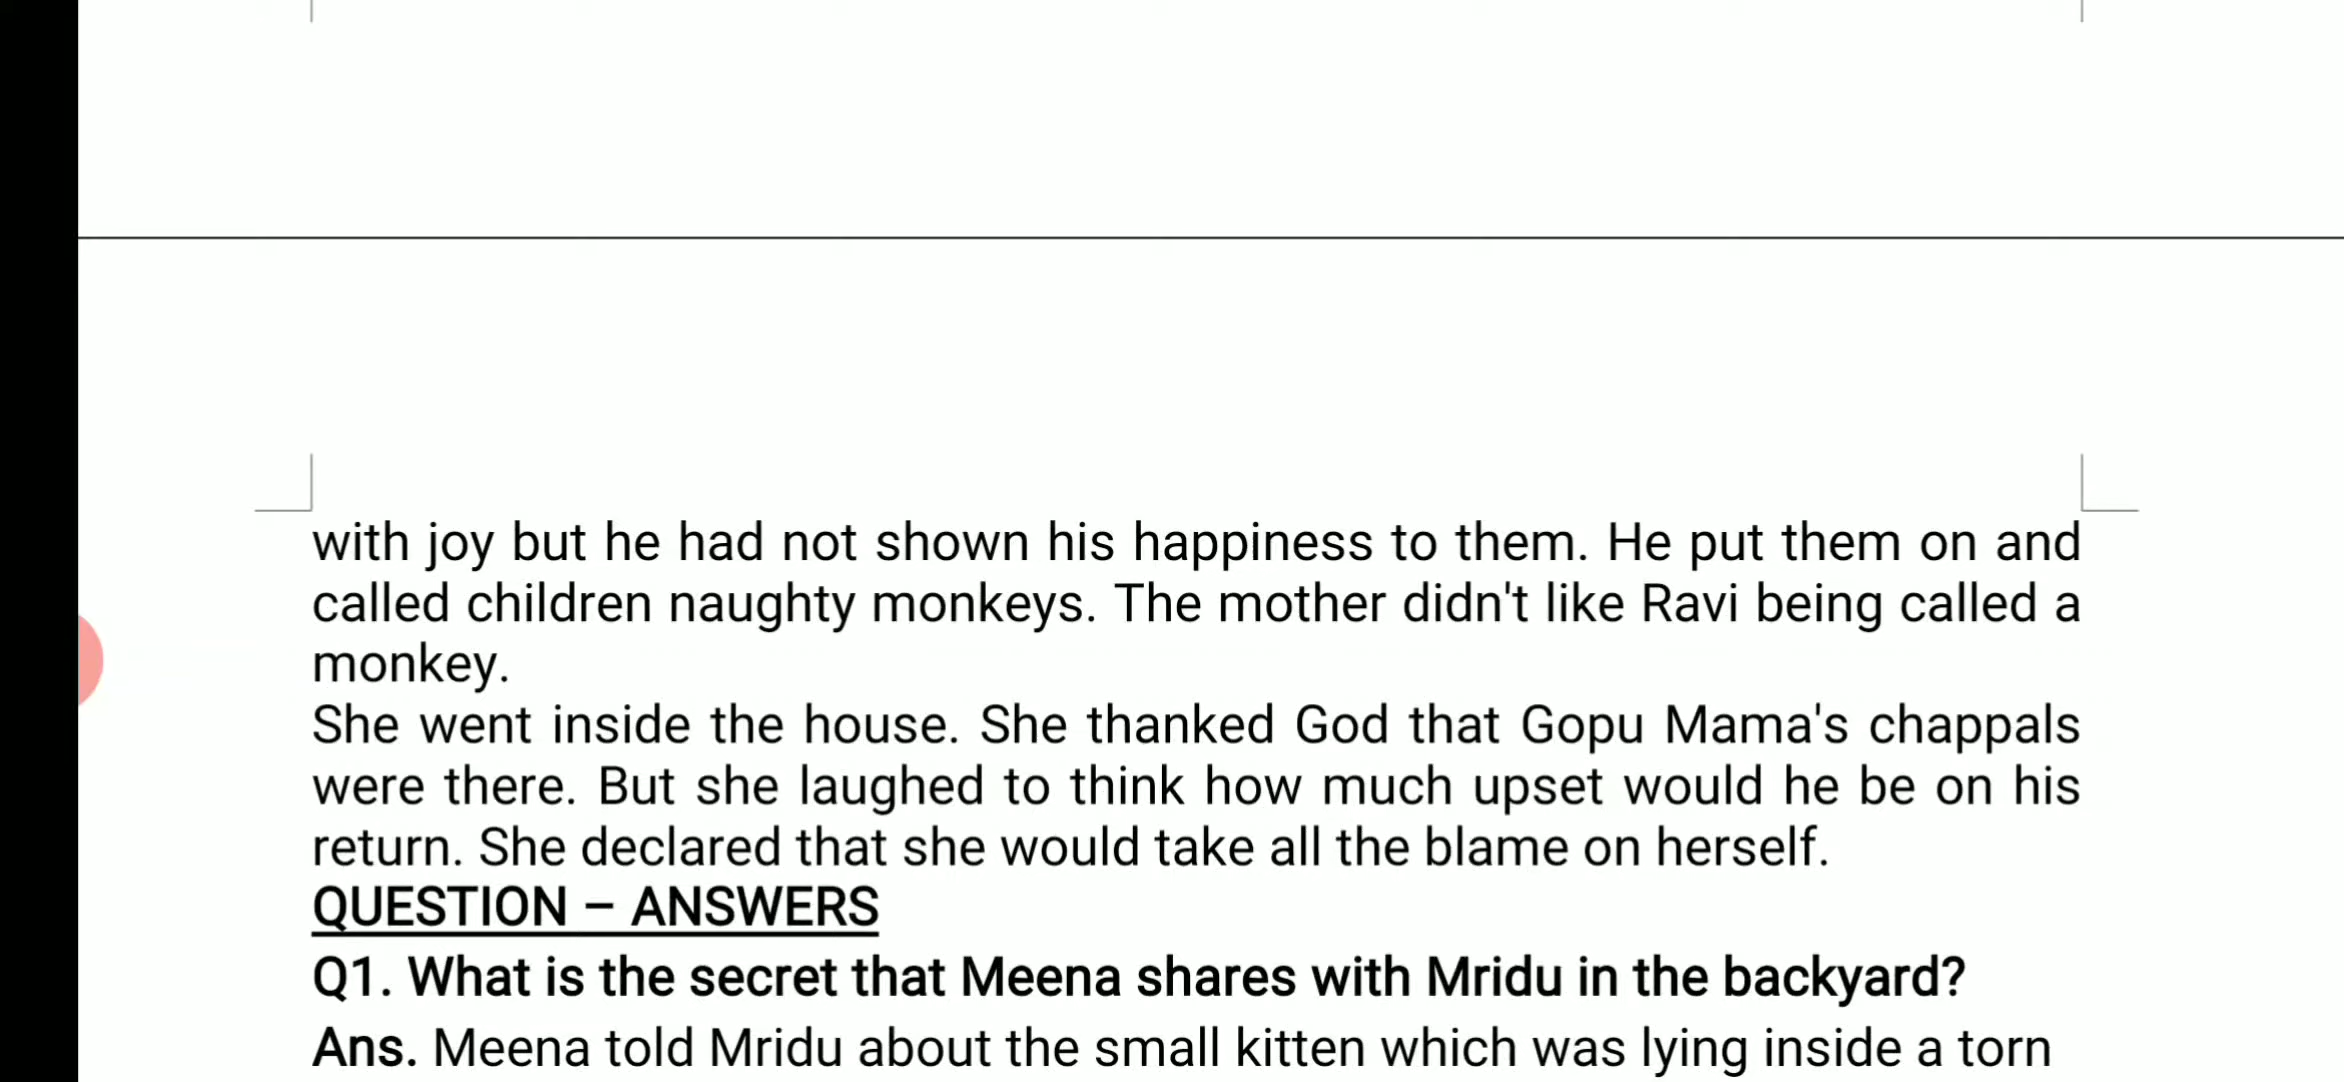 with joy but he had not shown his happiness to them. He put them on and
called children naughty monkeys. The mother didn't like Ravi being called a
monkey.
She went inside the house. She thanked God that Gopu Mama's chappals
were there. But she laughed to think how much upset would he be on his
return. She declared that she would take all the blame on herself.
QUESTION – ANSWERS
Q1. What is the secret that Meena shares with Mridu in the backyard?
Ans. Meena told Mridu about the small kitten which was lying inside a torn